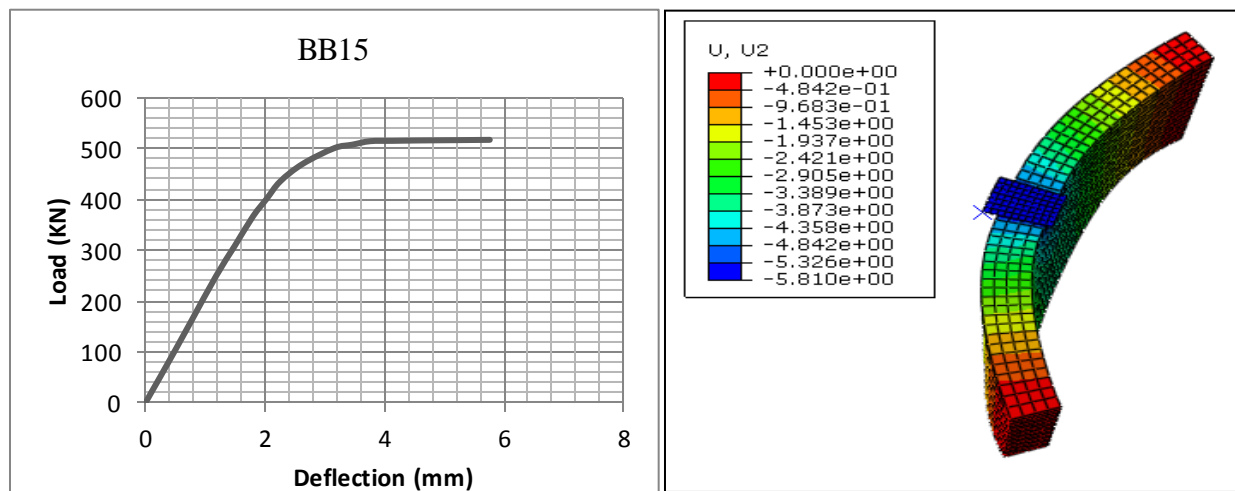 BB15
600
500
400
300
200
100
0
Load (KN)
0 2 4 6 8
Deflection (mm)
U, U2
+0.000e+00
-4.842e-01
-9.683e-01
-1.453e+00
-1.937e+00
-2.421e+00
-2.905e+00
-3.389e+00
-3.873e+00
-4.358e+00
-4.842e+00
-5.326e+00
-5.810e+00